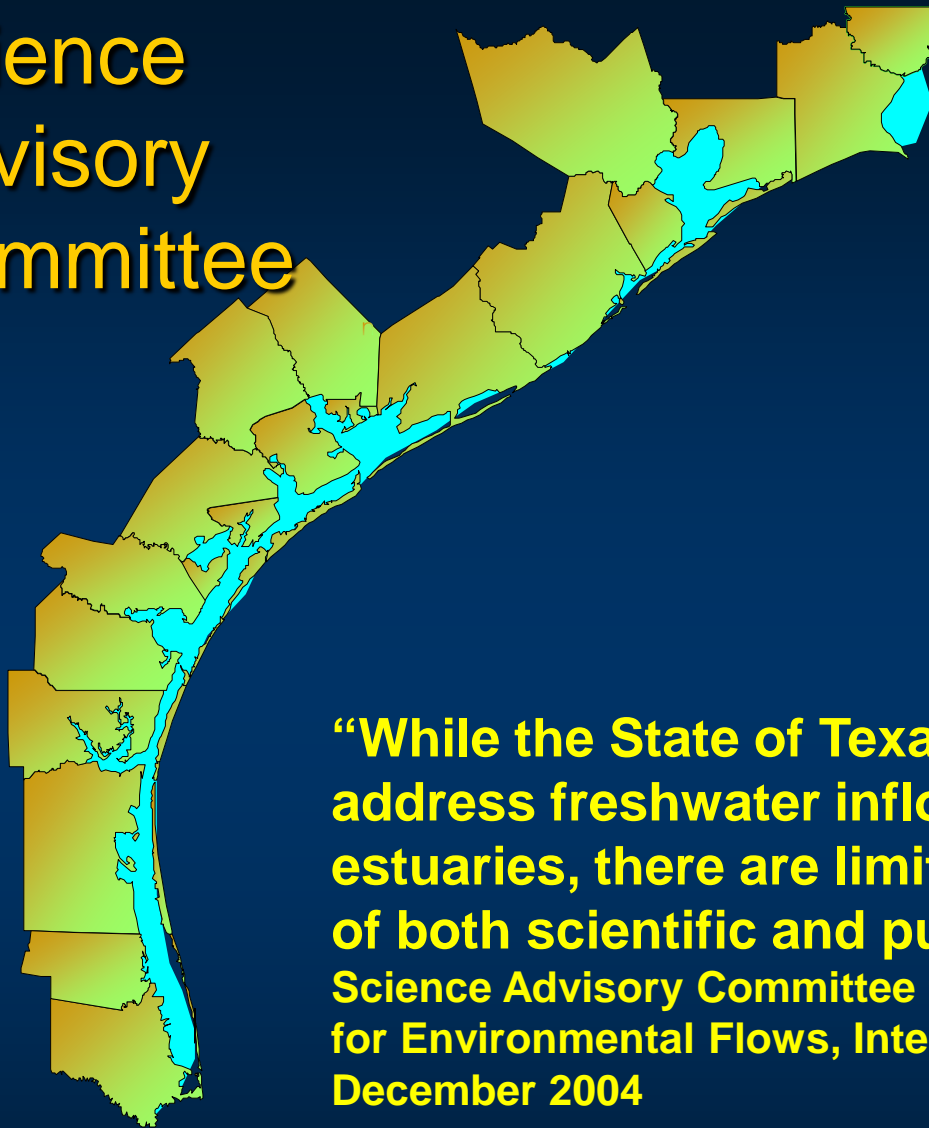 ience
visory
mmittee
“While the State of Texa
address freshwater inflo
estuaries, there are limit
of both scientific and pu
Science Advisory Committee
for Environmental Flows, Inte
December 2004